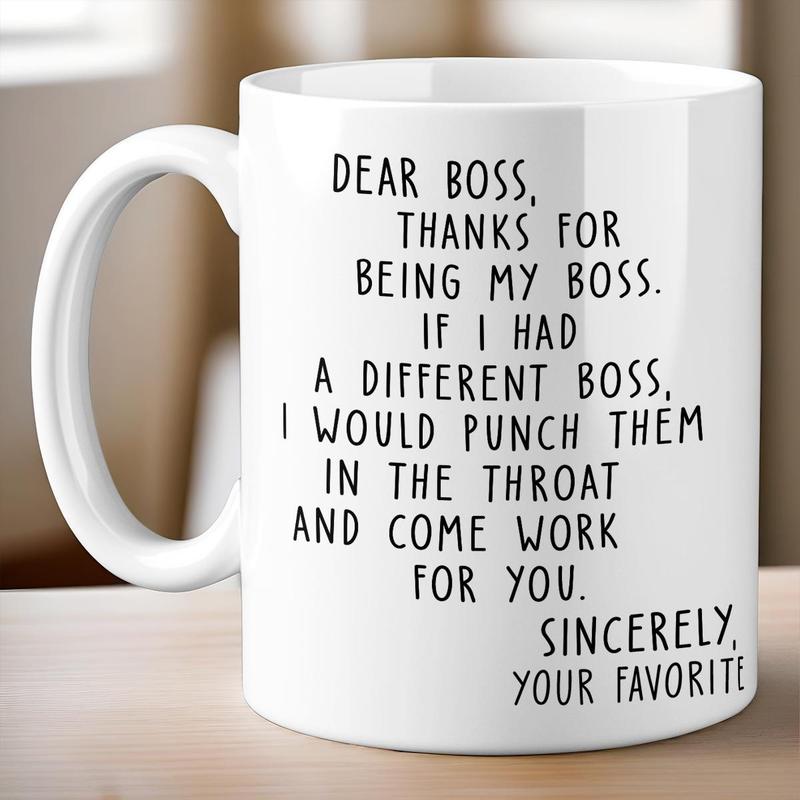 DEAR BOSS,
THANKS FOR
BEING MY BOSS.
IF I HAD
A DIFFERENT BOSS,
I WOULD PUNCH THEM
IN THE THROAT
AND COME WORK
FOR YOU.
SINCERELY,
YOUR FAVORITE